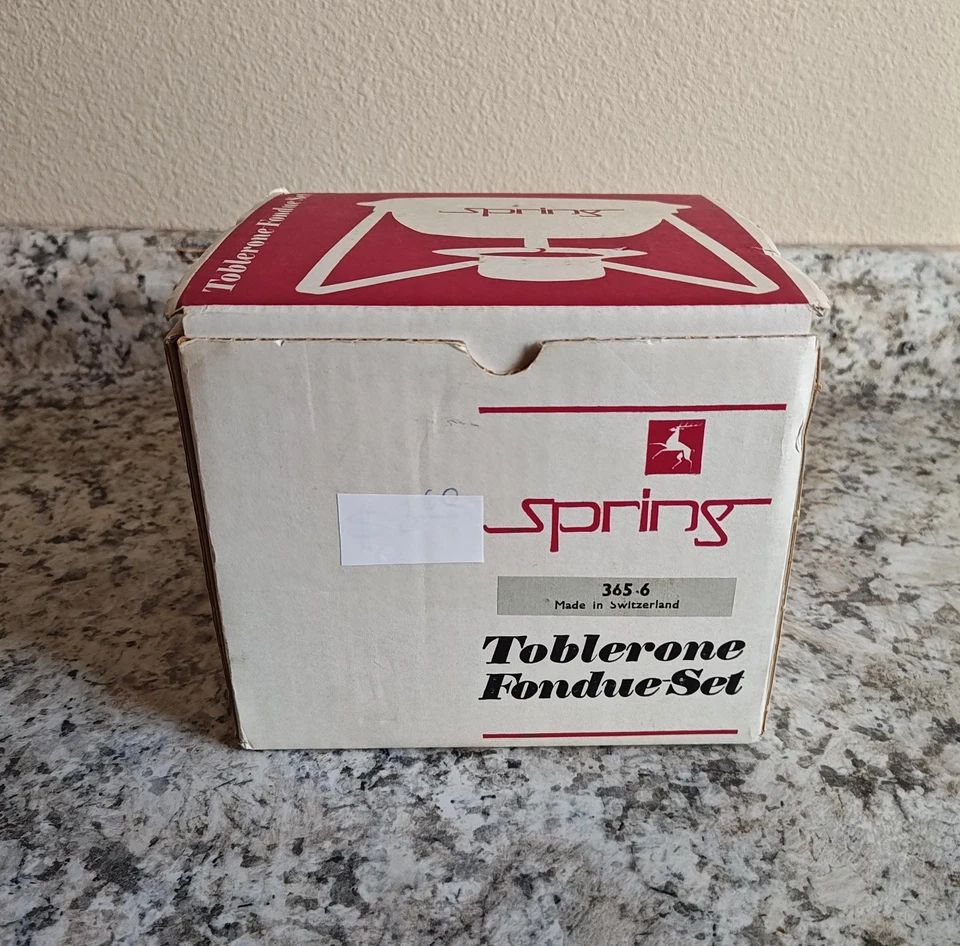 Toblerone Fondue-Set
spring
spring
365-6
Made in Switzerland
Toblerone
Fondue-Set